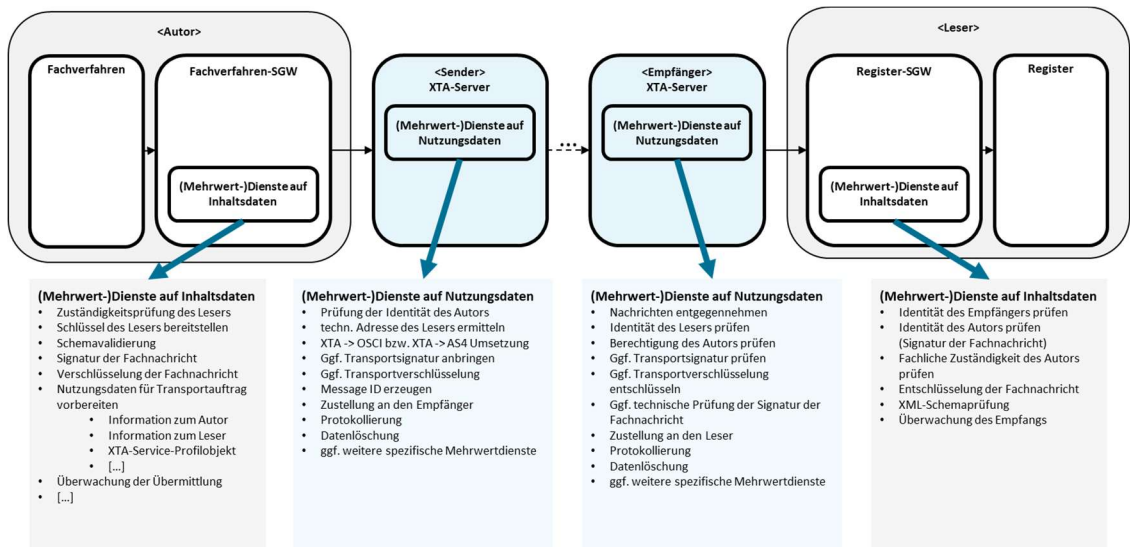 <Autor>
Fachverfahren
Fachverfahren-SGW
(Mehrwert-)Dienste auf
Inhaltsdaten
<Sender>
XTA-Server
(Mehrwert-)Dienste auf
Nutzungsdaten
...
<Empfänger>
XTA-Server
(Mehrwert-)Dienste auf
Nutzungsdaten
<Leser>
Register-SGW
(Mehrwert-)Dienste auf
Inhaltsdaten
Register
(Mehrwert-)Dienste auf Inhaltsdaten
• Zuständigkeitsprüfung des Lesers
• Schlüssel des Lesers bereitstellen
• Schemavalidierung
• Signatur der Fachnachricht
• Verschlüsselung der Fachnachricht
• Nutzungsdaten für Transportauftrag
vorbereiten
• Information zum Autor
• Information zum Leser
• XTA-Service-Profilobjekt
• [...]
• Überwachung der Übermittlung
• [...]
(Mehrwert-)Dienste auf Nutzungsdaten
• Prüfung der Identität des Autors
• techn. Adresse des Lesers ermitteln
• XTA -> OSCI bzw. XTA -> AS4 Umsetzung
• Ggf. Transportsignatur anbringen
• Ggf. Transportverschlüsselung
• Message ID erzeugen
• Zustellung an den Empfänger
• Protokollierung
• Datenlöschung
• ggf. weitere spezifische Mehrwertdienste
(Mehrwert-)Dienste auf Nutzungsdaten
• Nachrichten entgegennehmen
• Identität des Lesers prüfen
• Berechtigung des Autors prüfen
• Ggf. Transportsignatur prüfen
• Ggf. Transportverschlüsselung
entschlüseln
• Ggf. technische Prüfung der Signatur der
Fachnachricht
• Zustellung an den Leser
• Protokollierung
• Datenlöschung
• ggf. weitere spezifische Mehrwertdienste
(Mehrwert-)Dienste auf Inhaltsdaten
• Identität des Empfängers prüfen
• Identität des Autors prüfen
(Signatur der Fachnachricht)
• Fachliche Zuständigkeit des Autors
prüfen
• Entschlüsselung der Fachnachricht
• XML-Schemaprüfung
• Überwachung des Empfangs